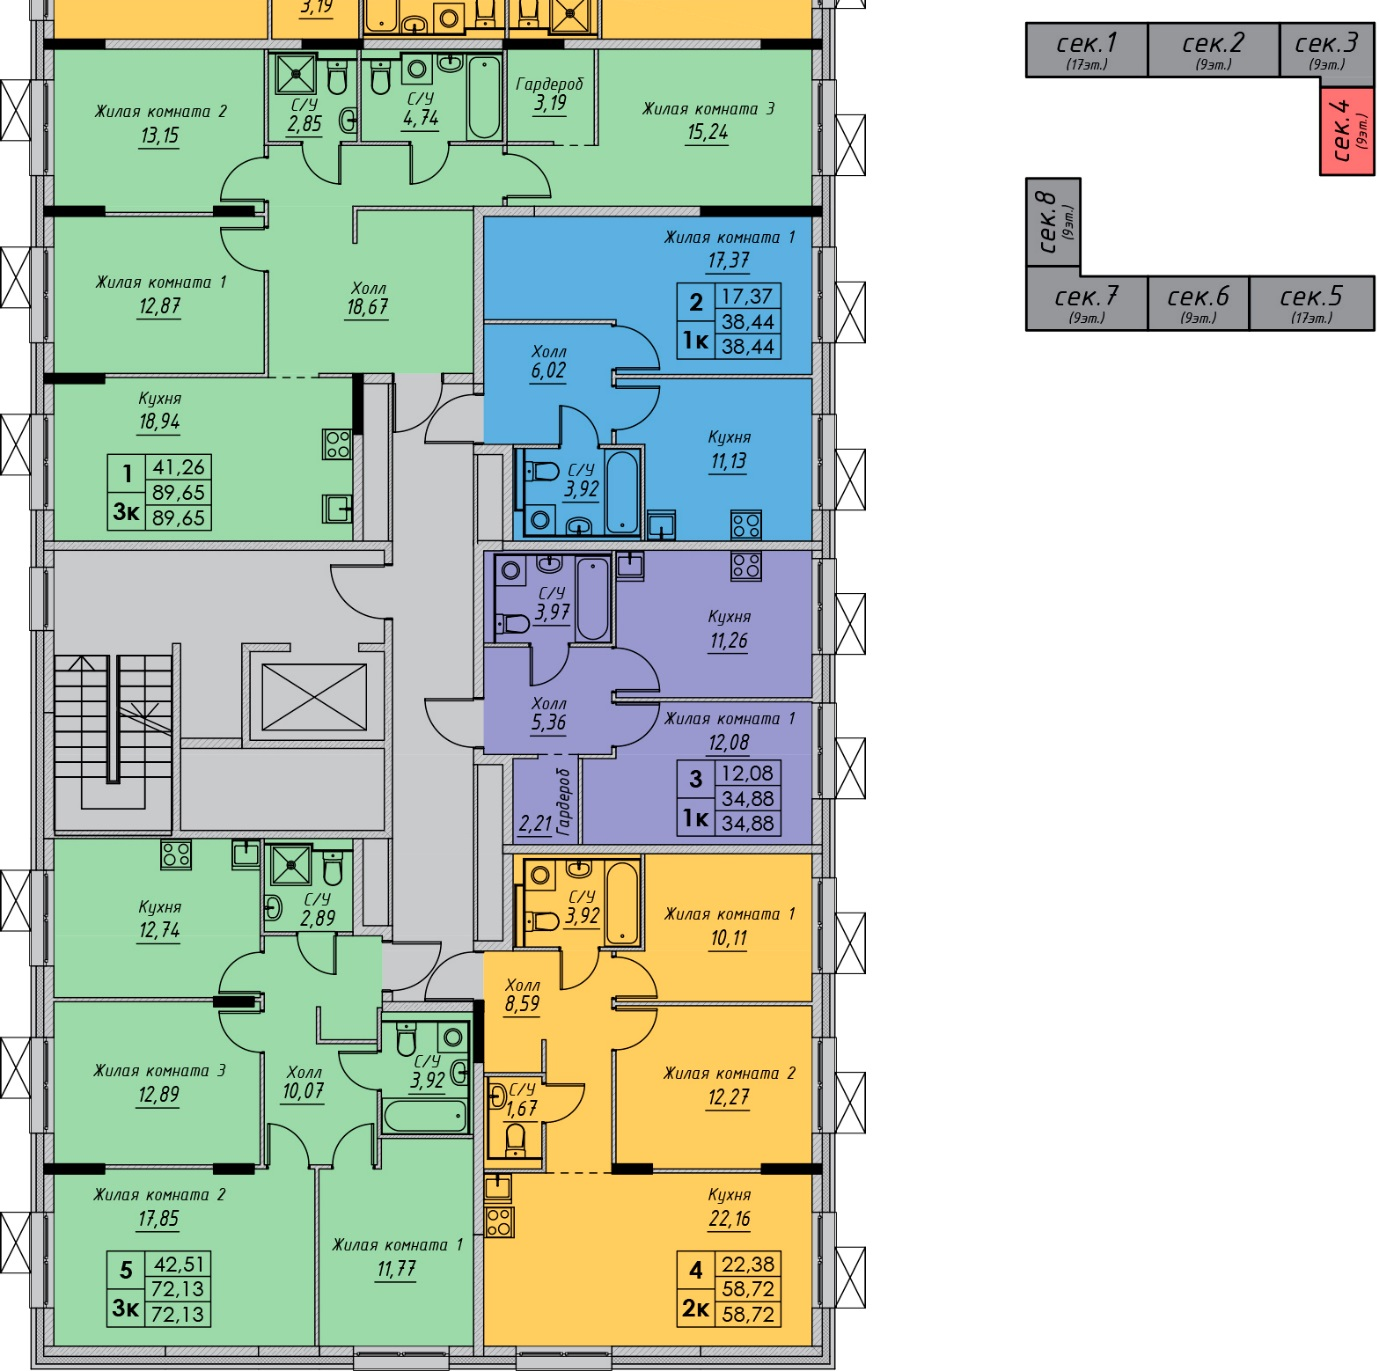 3,19
сек.1
(17эт.)
сек.2
(9эт.)
сек.3
(9эт.)
сек.4
(9эт.)
сек.8
(9эт.)
сек.7
(9эт.)
сек.6
(9эт.)
сек.5
(17эт.)
Жилая комната 2
13,15
С/У
2,85
С/У
4,74
Гардероб
3,19
Жилая комната 3
15,24
Жилая комната 1
12,87
Холл
18,67
Кухня
18,94
1
3к
41,26
89,65
89,65
Жилая комната 1
17,37
2
1к
17,37
38,44
38,44
Холл
6,02
Кухня
11,13
С/У
3,92
С/У
3,97
Кухня
11,26
Холл
5,36
Жилая комната 1
12,08
3
1к
12,08
34,88
34,88
2,21
Гардероб
Кухня
12,74
С/У
2,89
С/У
3,92
Жилая комната 1
10,11
Холл
8,59
Жилая комната 3
12,89
Холл
10,07
С/У
3,92
С/У
1,67
Жилая комната 2
12,27
Жилая комната 2
17,85
5
3к
42,51
72,13
72,13
Жилая комната 1
11,77
Кухня
22,16
4
2к
22,38
58,72
58,72